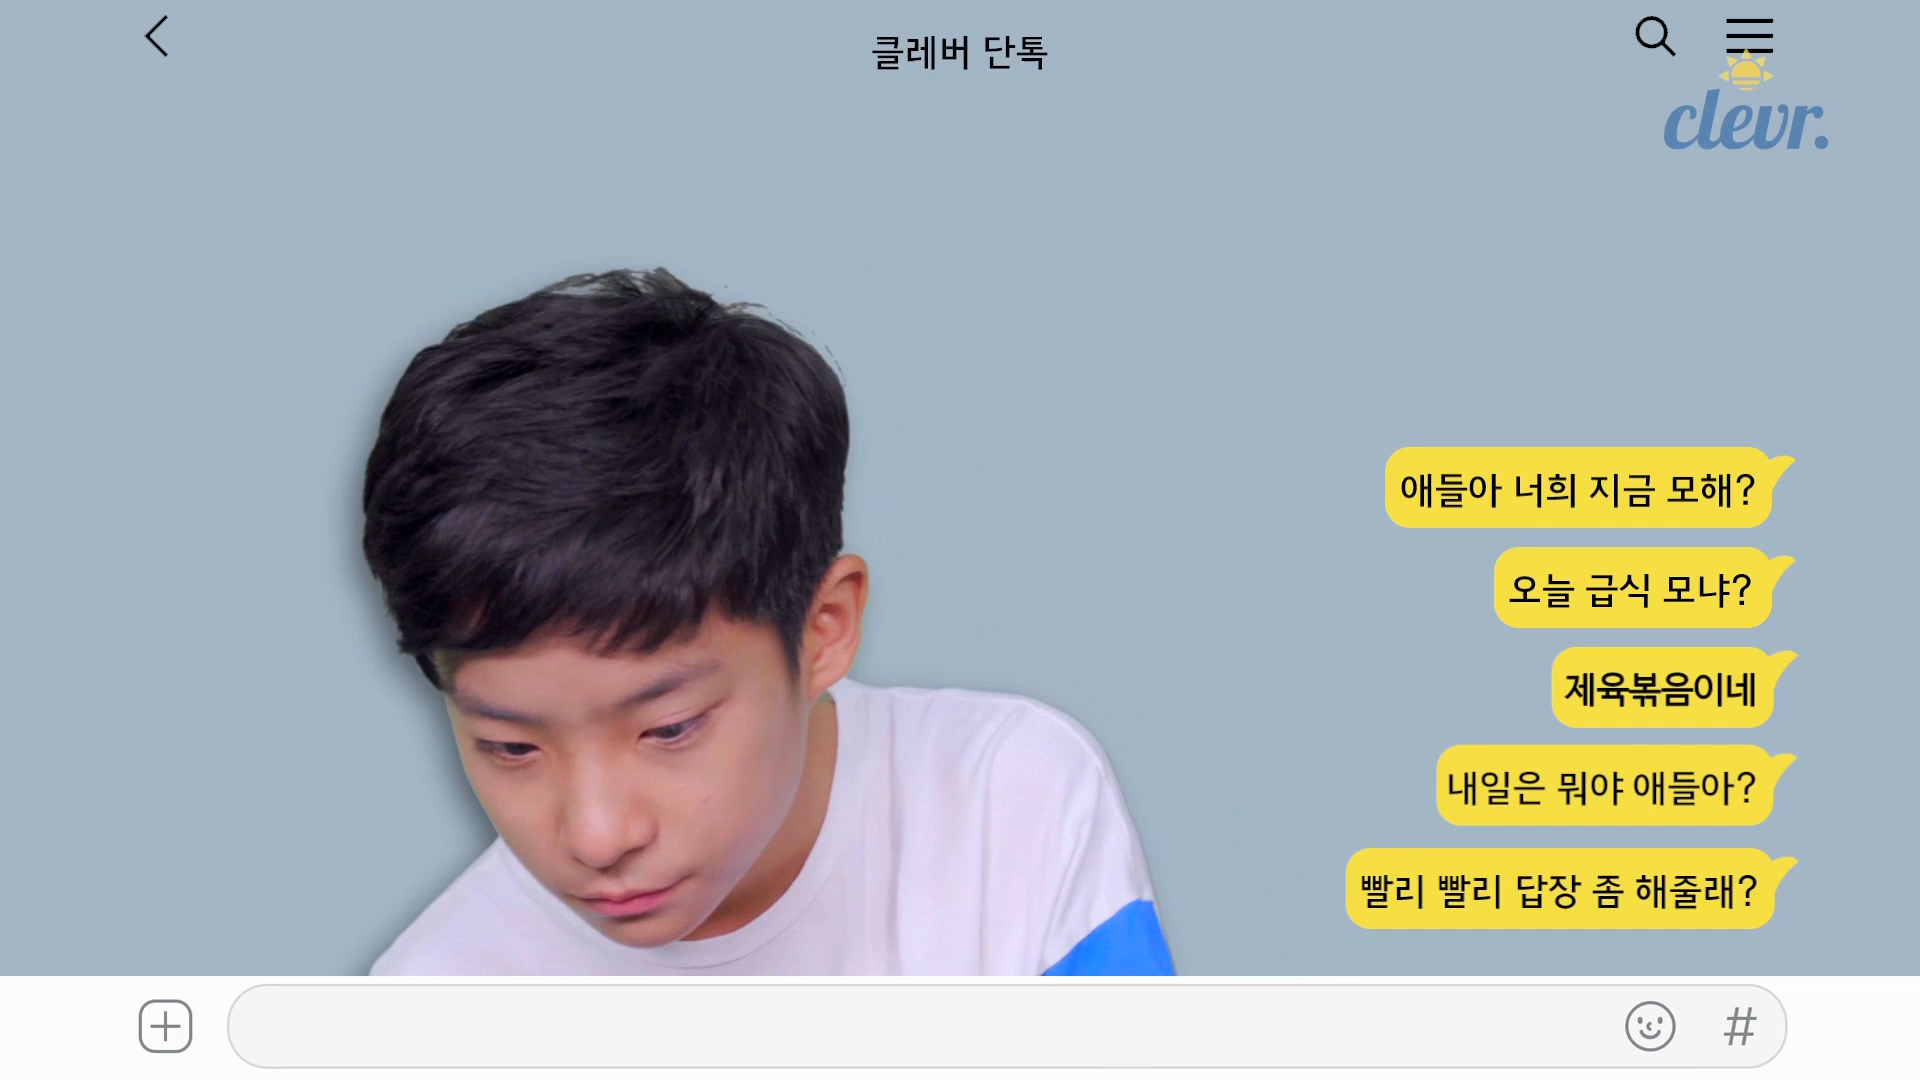 클레버 단톡
clevr.
애들아 너희 지금 모해?
오늘 급식 모냐?
제육볶음이네
내일은 뭐야 애들아?
빨리 빨리 답장 좀 해줄래?
#